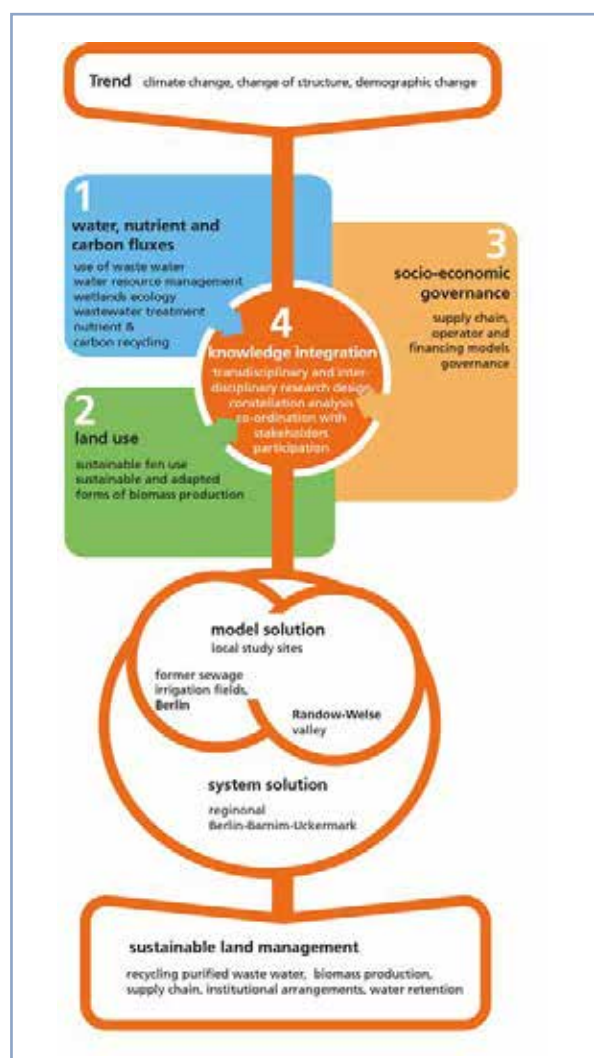 Trend climate change, change of structure, demographic change
1
water, nutrient and
carbon fluxes
use of waste water
water resource management
wetlands ecology
wastewater treatment
nutrient &
carbon recycling
3
socio-economic
governance
supply chain,
operator and
financing models
governance
4
knowledge integration
transdisciplinary and inter-
disciplinary research design,
constellation analysis
co-ordination with
stakeholders
participation
2
land use
sustainable fen use
sustainable and adapted
forms of biomass production
model solution
local study sites
former sewage
irrigation fields,
Berlin
Randow-Welse
valley
system solution
reginonal
Berlin-Barnim-Uckermark
sustainable land management
recycling purified waste water, biomass production,
supply chain, institutional arrangements, water retention